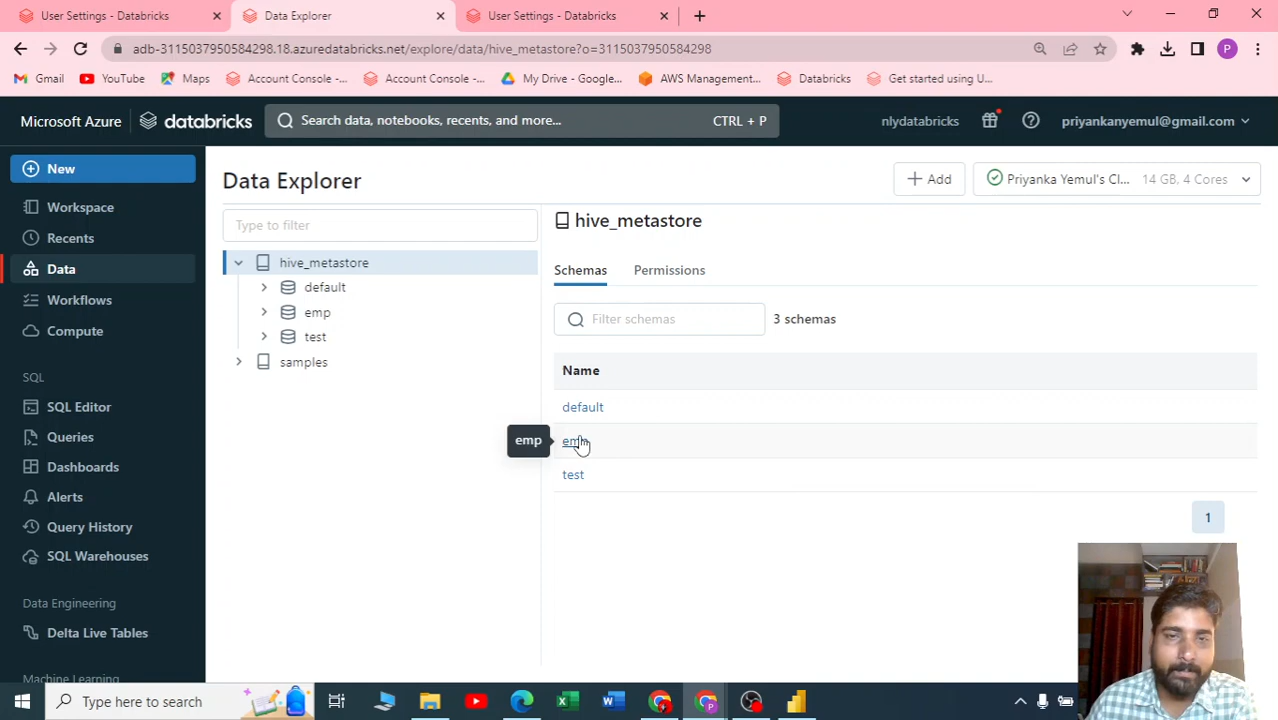 User Settings - Databricks
Data Explorer
User Settings - Databricks
adb-3115037950584298.18.azuredatabricks.net/explore/data/hive_metastore?o=3115037950584298
P
Gmail
YouTube
Maps
Account Console -...
Account Console -...
My Drive - Google...
AWS Management...
Databricks
Get started using U...
Microsoft Azure
databricks
Search data, notebooks, recents, and more...
CTRL + P
nlydatabricks
priyankanyemul@gmail.com
New
Workspace
Recents
Data
Workflows
Compute
SQL
SQL Editor
Queries
Dashboards
Alerts
Query History
SQL Warehouses
Data Engineering
Delta Live Tables
Machine Learning
Data Explorer
Add
Priyanka Yemul's Cl...
14 GB, 4 Cores
Type to filter
hive_metastore
default
emp
test
samples
hive_metastore
Schemas
Permissions
Filter schemas
3 schemas
Name
default
emp
emp
test
1
Type here to search